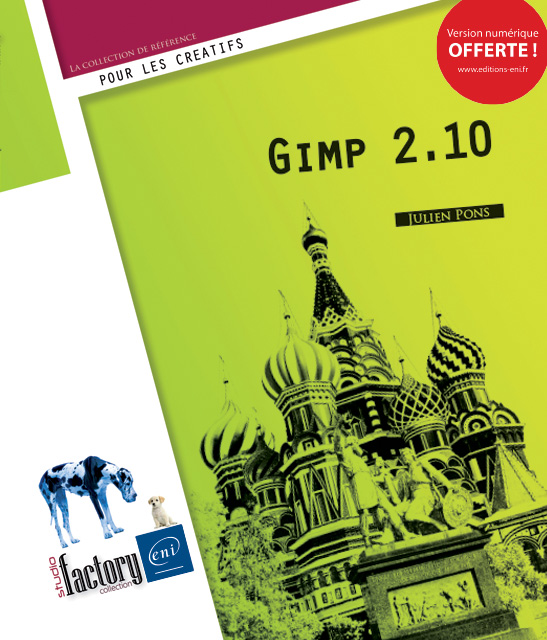 LA COLLECTION DE RÉFÉRENCE
POUR LES CREATIFS
Version numérique
OFFERTE !
www.editions-eni.fr
GIMP 2.10
JULIEN PONS
studio
factory
collection
eni